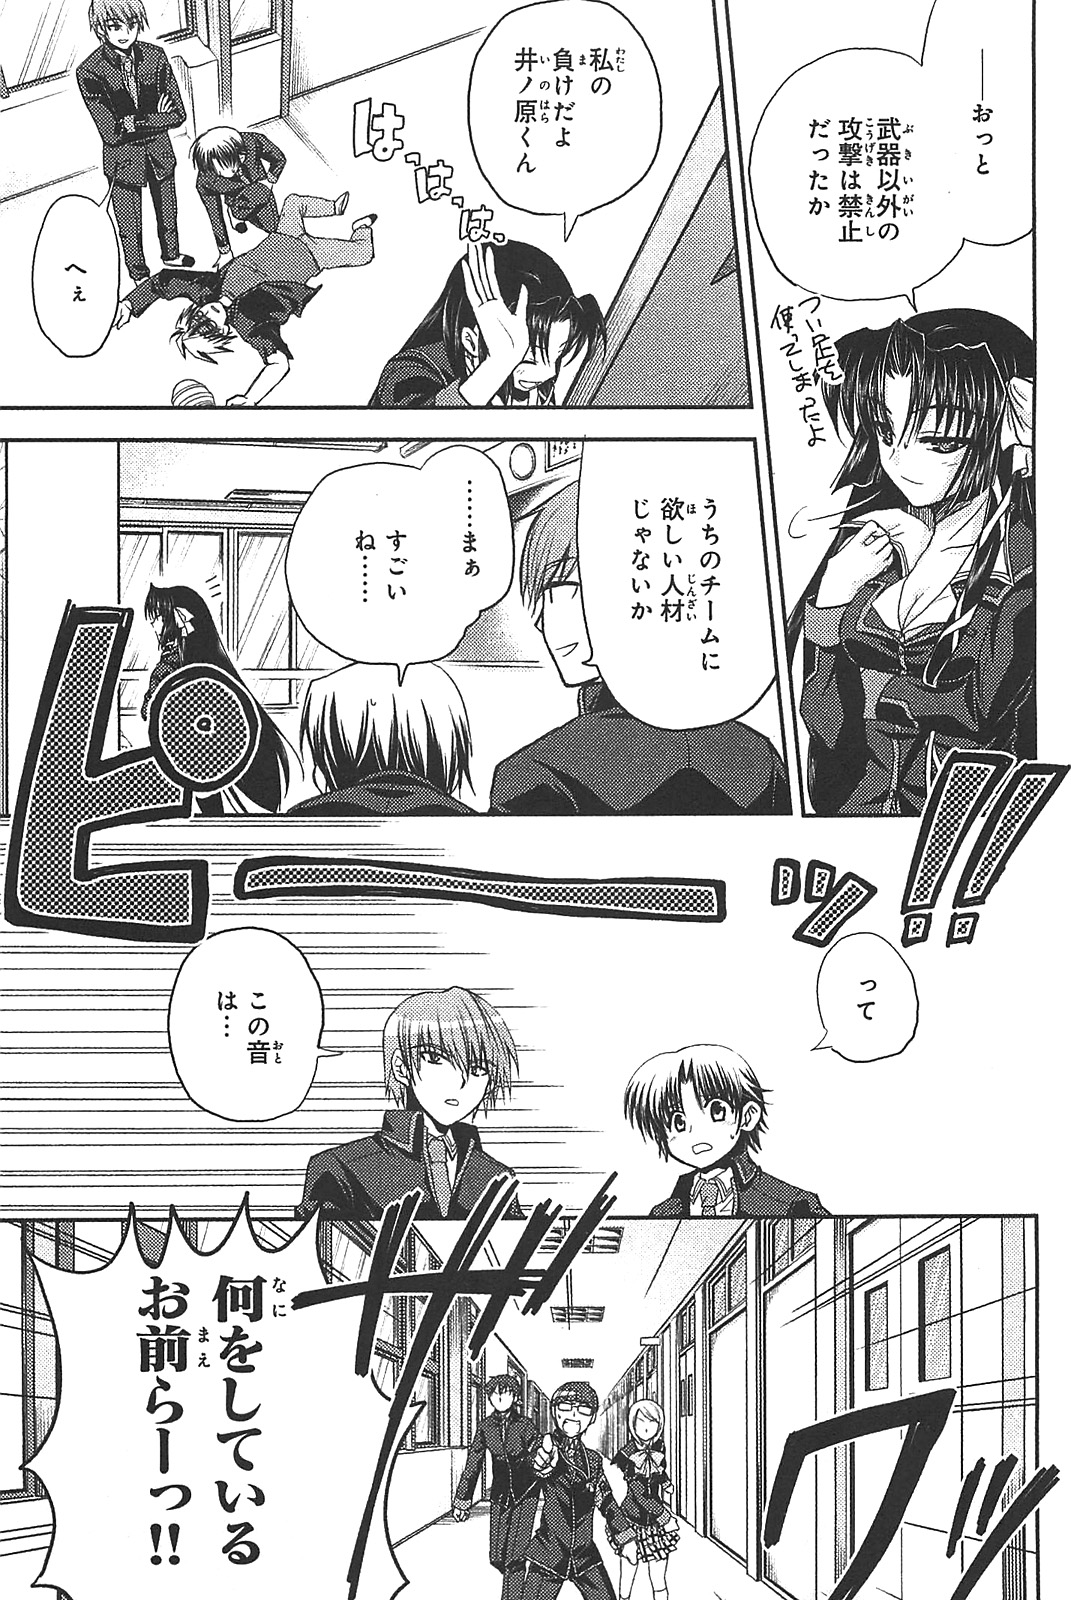 ――おっと
武器以外の
攻撃は禁止
だったか
つい足を
使ってしまったよ
私の
負けだよ
井ノ原くん
はっはっはっは、
へぇ
うちのチームに
欲しい人材
じゃないか
……まぁ
すごい
ね……
ピーーーッ!!
って
この音
は…
ザワッ
何をしている
お前らーっ!!